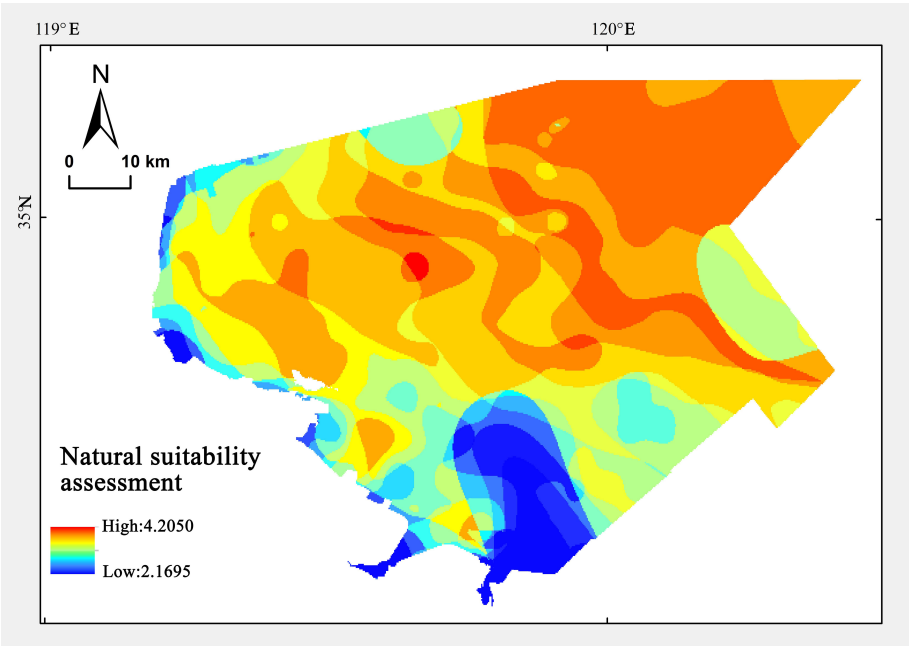 119° E
120°E
N
0 10 km
35°N
Natural suitability
assessment
High:4.2050
Low:2.1695